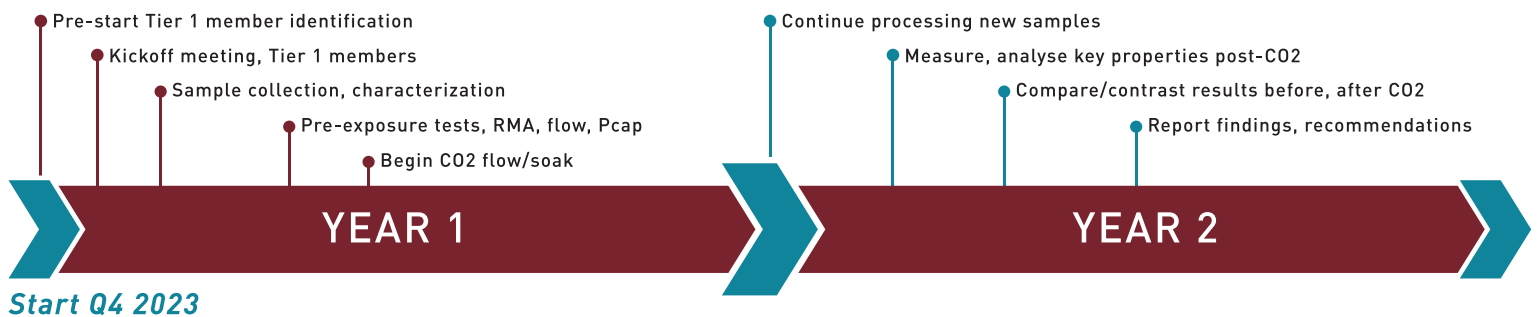 Pre-start Tier 1 member identification
Kickoff meeting, Tier 1 members
Sample collection, characterization
Pre-exposure tests, RMA, flow, Pcap
Begin CO2 flow/soak
Continue processing new samples
Measure, analyse key properties post-CO2
Compare/contrast results before, after CO2
Report findings, recommendations
YEAR 1
YEAR 2
Start Q4 2023